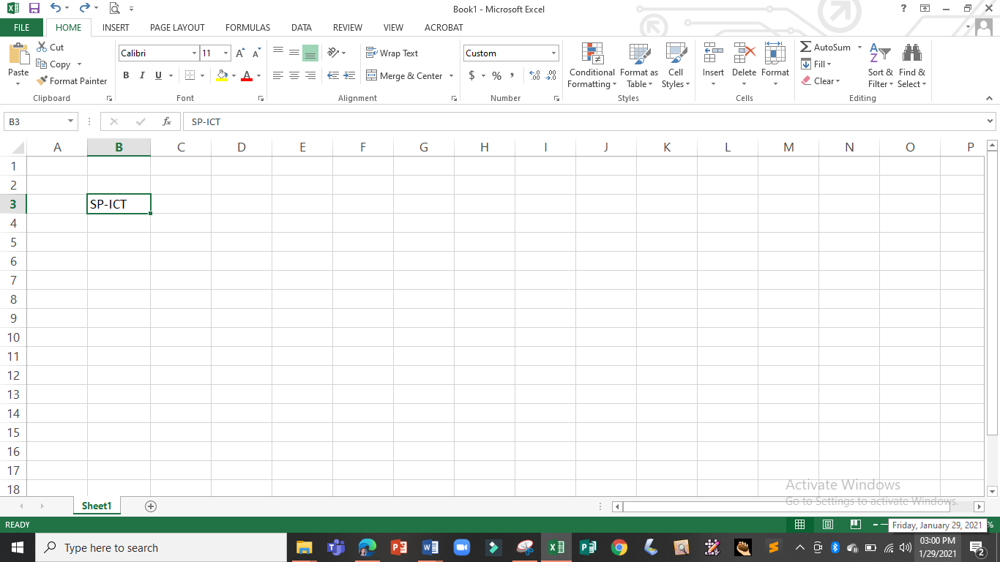 Book1 - Microsoft Excel
?
FILE HOME INSERT PAGE LAYOUT FORMULAS DATA REVIEW VIEW ACROBAT
Paste
Cut
Copy
Format Painter
Clipboard
Calibri 11
B I U
Font
Wrap Text
Merge & Center
Alignment
Custom
$ % ,
Number
Conditional Formatting
Format as Table
Cell Styles
Styles
Insert
Delete
Format
Cells
AutoSum
Fill
Clear
Sort & Filter
Find & Select
Editing
B3 fx SP-ICT
A B C D E F G H I J K L M N O P
1
2
3 SP-ICT
4
5
6
7
8
9
10
11
12
13
14
15
16
17
18
Activate Windows
Go to Settings to activate Windows.
Sheet1
READY
Friday, January 29, 2021
%
Type here to search
03:00 PM
1/29/2021
2